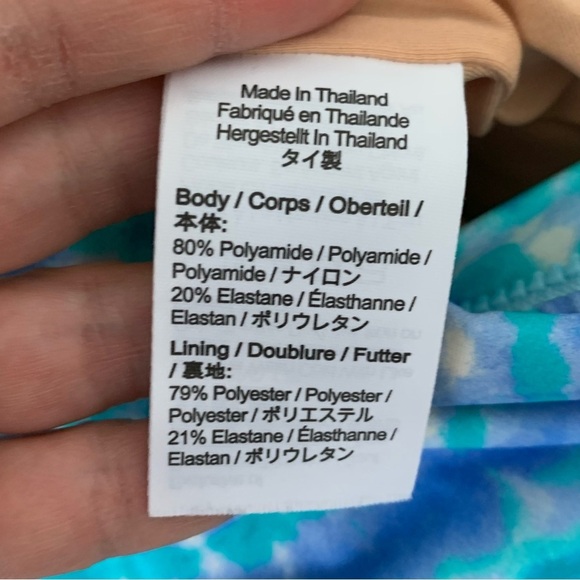 Made In Thailand
Fabriqué en Thaïlande
Hergestellt In Thailand
タイ製
Body / Corps / Oberteil /
本体:
80% Polyamide / Polyamide /
Polyamide / ナイロン
20% Elastane / Élasthanne /
Elastan / ポリウレタン
Lining / Doublure / Futter
/ 裏地:
79% Polyester / Polyester /
Polyester / ポリエステル
21% Elastane / Élasthanne /
Elastan / ポリウレタン